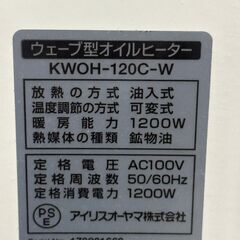 ウェーブ型オイルヒーター
KWOH-120C-W
放熱の方式 油入式
温度調節の方式 可変式
暖房能力 1200W
熱媒体の種類 鉱物油
定格電圧 AC100V
定格周波数 50/60Hz
定格消費電力 1200W
PSE アイリスオーヤマ株式会社